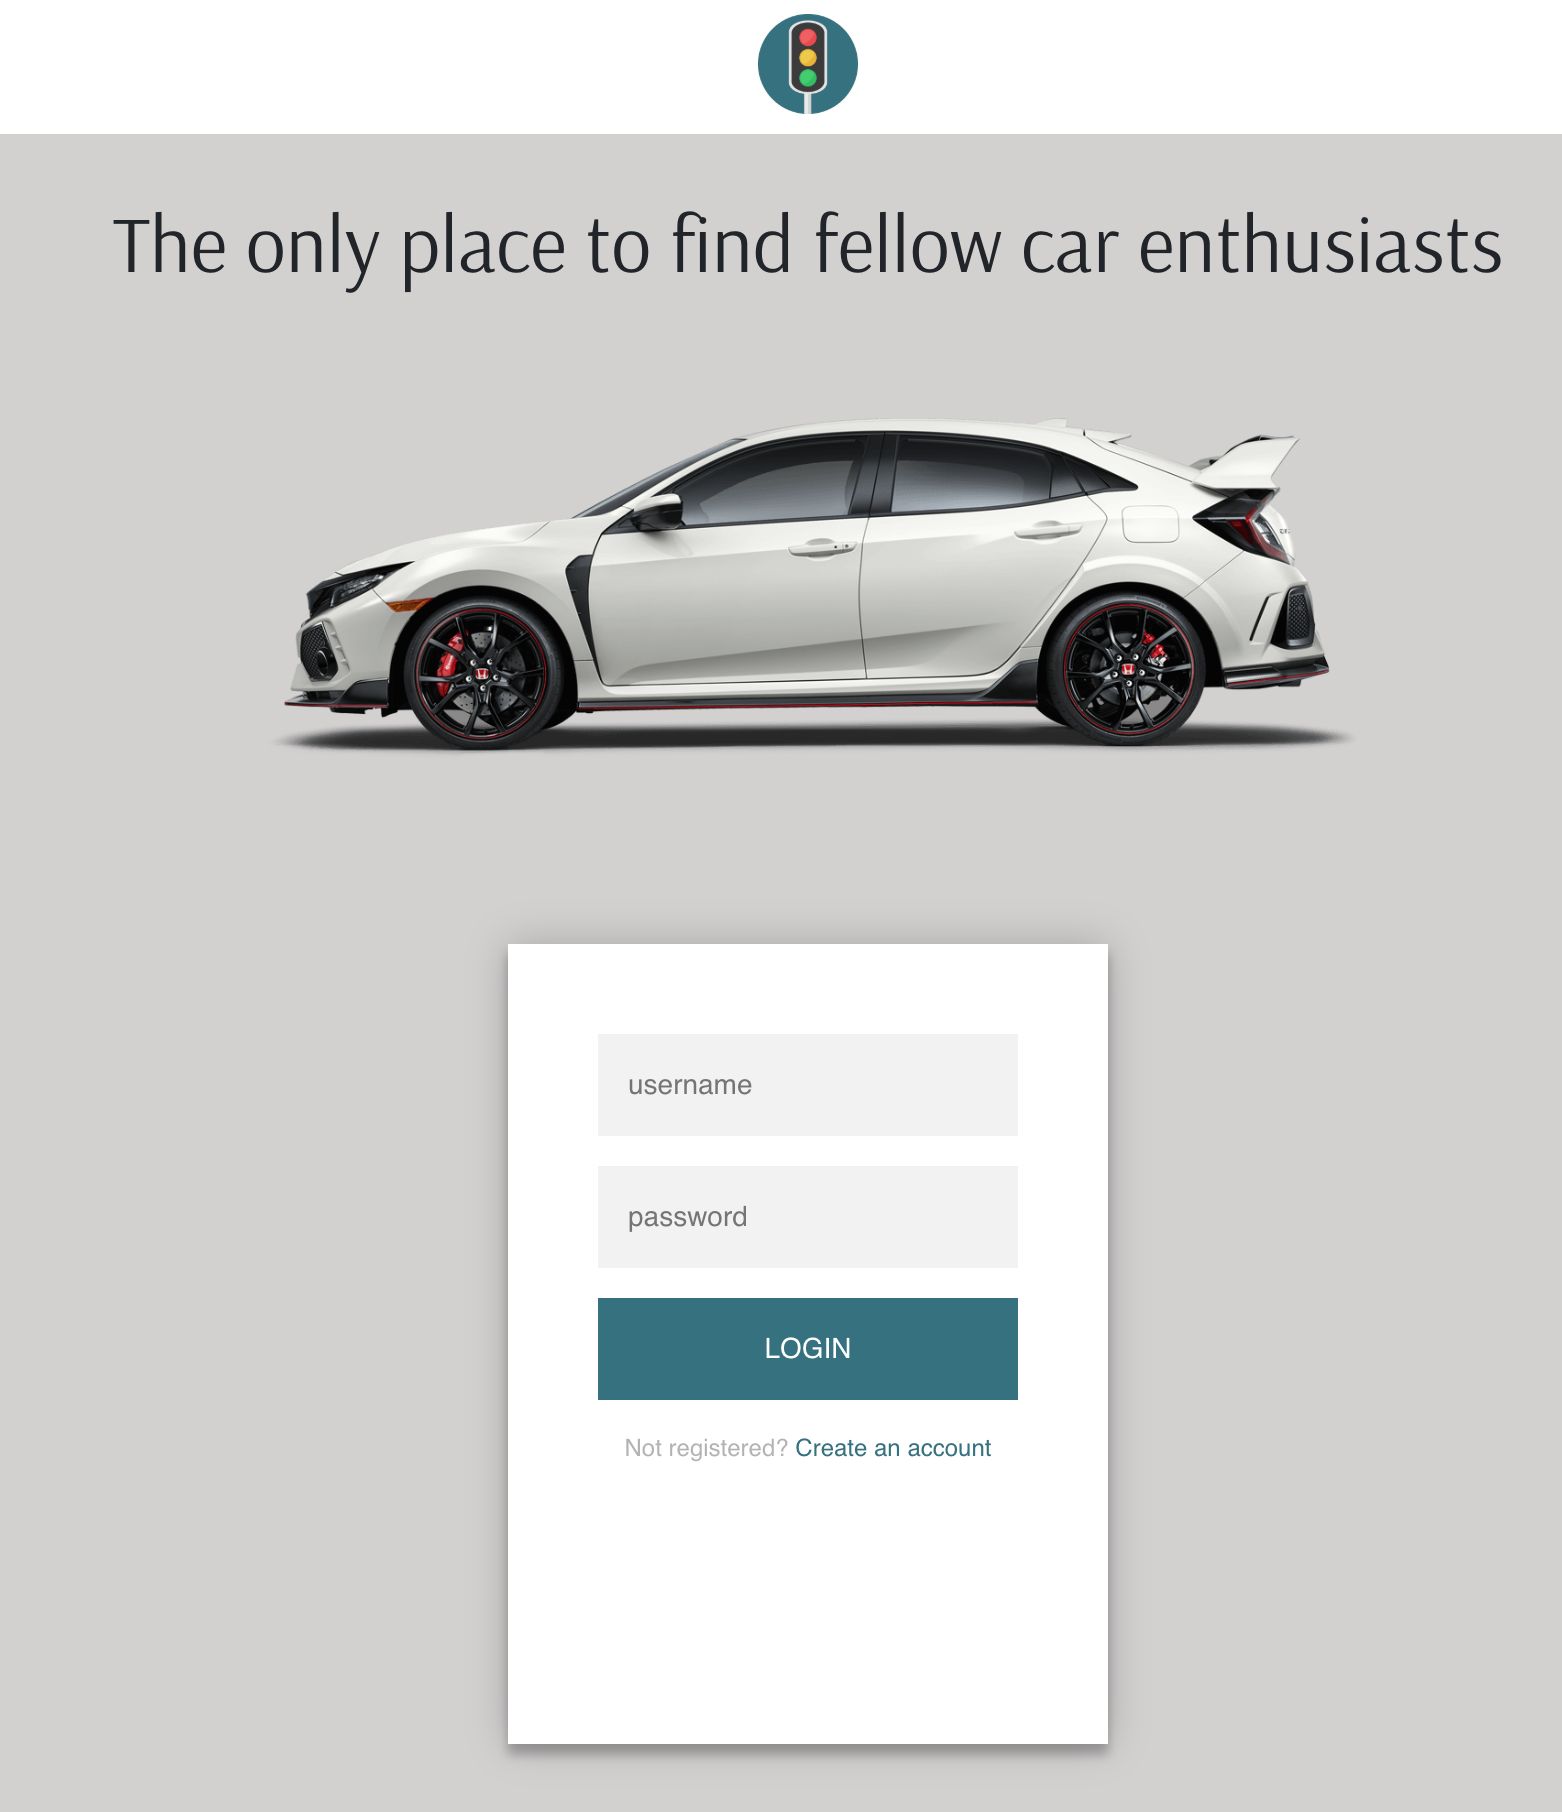 The only place to find fellow car enthusiasts
username
password
LOGIN
Not registered? Create an account